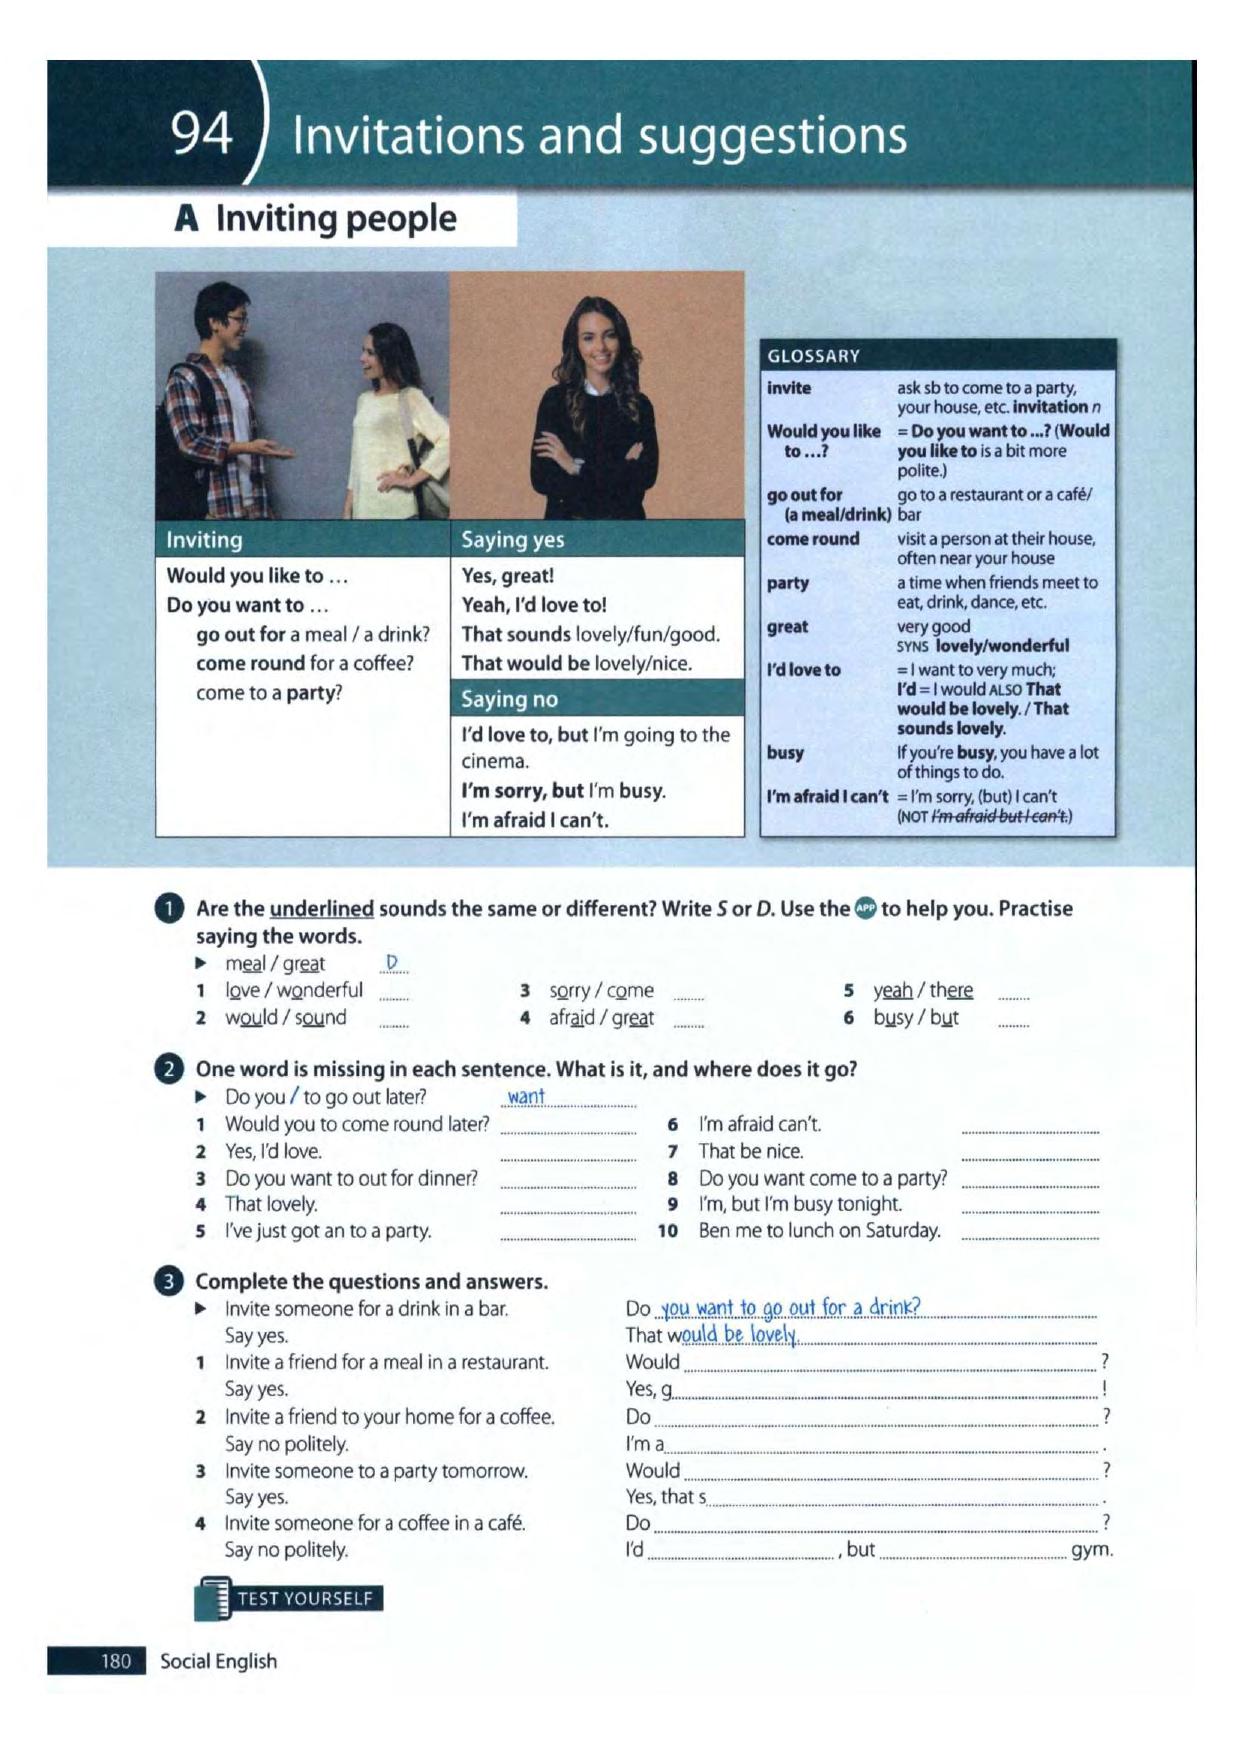 94 Invitations and suggestions
A Inviting people
Inviting
Would you like to ...
Do you want to ...
go out for a meal / a drink?
come round for a coffee?
come to a party?
Saying yes
Yes, great!
Yeah, I'd love to!
That sounds lovely/fun/good.
That would be lovely/nice.
Saying no
I'd love to, but I'm going to the
cinema.
I'm sorry, but I'm busy.
I'm afraid I can't.
GLOSSARY
invite ask sb to come to a party,
your house, etc. invitation n
Would you like = Do you want to ...? (Would
to ...? you like to is a bit more
polite.)
go out for go to a restaurant or a café/
(a meal/drink) bar
come round visit a person at their house,
often near your house
party a time when friends meet to
eat, drink, dance, etc.
great very good
SYNS lovely/wonderful
I'd love to = I want to very much;
I'd = I would ALSO That
would be lovely. / That
sounds lovely.
busy If you're busy, you have a lot
of things to do.
I'm afraid I can't = I'm sorry, (but) I can't
(NOT I'm afraid but I can't.)
1 Are the underlined sounds the same or different? Write S or D. Use the APP to help you. Practise
saying the words.
► meal / great D
1 love / wonderful ........ 3 sorry / come ........ 5 yeah / there ........
2 would / sound ........ 4 afraid / great ........ 6 busy / but ........
2 One word is missing in each sentence. What is it, and where does it go?
► Do you / to go out later? want
1 Would you to come round later? ........ 6 I'm afraid can't. ........
2 Yes, I'd love. ........ 7 That be nice. ........
3 Do you want to out for dinner? ........ 8 Do you want come to a party? ........
4 That lovely. ........ 9 I'm, but I'm busy tonight. ........
5 I've just got an to a party. ........ 10 Ben me to lunch on Saturday. ........
3 Complete the questions and answers.
► Invite someone for a drink in a bar. Do you want to go out for a drink?
Say yes. That would be lovely.
1 Invite a friend for a meal in a restaurant. Would ........ ?
Say yes. Yes, g........ !
2 Invite a friend to your home for a coffee. Do ........ ?
Say no politely. I'm a........ .
3 Invite someone to a party tomorrow. Would ........ ?
Say yes. Yes, that s........ .
4 Invite someone for a coffee in a café. Do ........ ?
Say no politely. I'd ........ , but ........ gym.
TEST YOURSELF
180 Social English